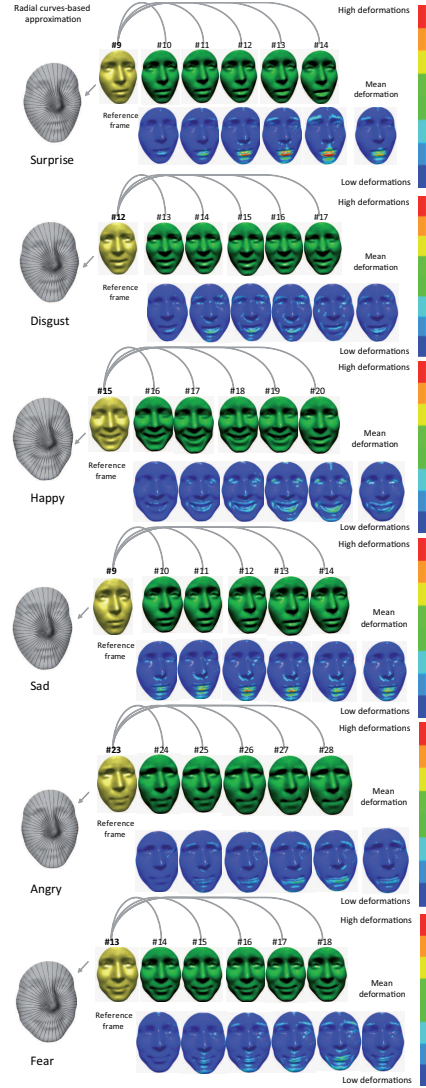 Radial curves-based
approximation
High deformations
#9 #10 #11 #12 #13 #14
Mean
deformation
Reference
frame
Surprise
Low deformations
High deformations
#12 #13 #14 #15 #16 #17
Mean
deformation
Reference
frame
Disgust
Low deformations
High deformations
#15 #16 #17 #18 #19 #20
Mean
deformation
Reference
frame
Happy
Low deformations
High deformations
#9 #10 #11 #12 #13 #14
Mean
deformation
Reference
frame
Sad
Low deformations
High deformations
#23 #24 #25 #26 #27 #28
Mean
deformation
Reference
frame
Angry
Low deformations
High deformations
#13 #14 #15 #16 #17 #18
Mean
deformation
Reference
frame
Fear
Low deformations